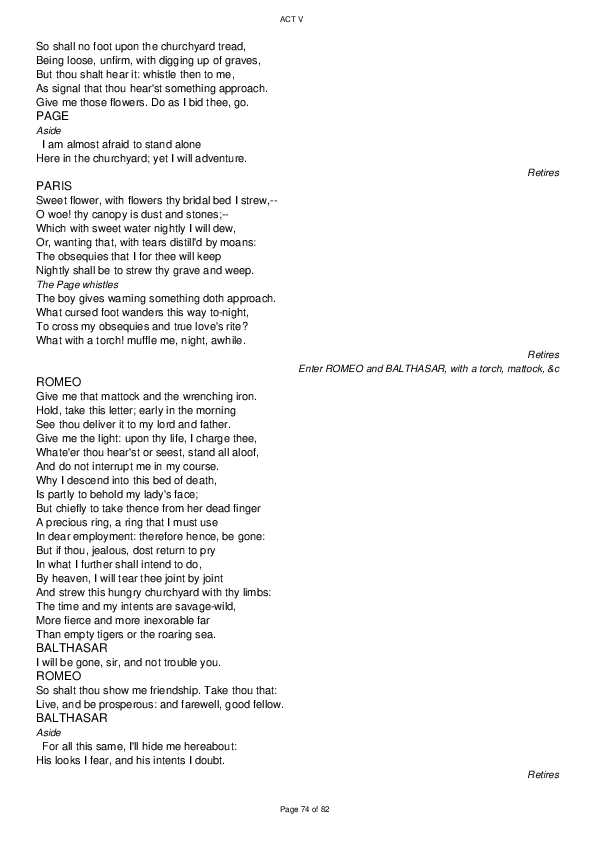 ACT V
So shall no foot upon the churchyard tread,
Being loose, unfirm, with digging up of graves,
But thou shalt hear it: whistle then to me,
As signal that thou hear'st something approach.
Give me those flowers. Do as I bid thee, go.
PAGE
Aside
I am almost afraid to stand alone
Here in the churchyard; yet I will adventure.
Retires
PARIS
Sweet flower, with flowers thy bridal bed I strew,--
O woe! thy canopy is dust and stones;--
Which with sweet water nightly I will dew,
Or, wanting that, with tears distill'd by moans:
The obsequies that I for thee will keep
Nightly shall be to strew thy grave and weep.
The Page whistles
The boy gives warning something doth approach.
What cursed foot wanders this way to-night,
To cross my obsequies and true love's rite?
What with a torch! muffle me, night, awhile.
Retires
Enter ROMEO and BALTHASAR, with a torch, mattock, &c
ROMEO
Give me that mattock and the wrenching iron.
Hold, take this letter; early in the morning
See thou deliver it to my lord and father.
Give me the light: upon thy life, I charge thee,
Whate'er thou hear'st or seest, stand all aloof,
And do not interrupt me in my course.
Why I descend into this bed of death,
Is partly to behold my lady's face;
But chiefly to take thence from her dead finger
A precious ring, a ring that I must use
In dear employment: therefore hence, be gone:
But if thou, jealous, dost return to pry
In what I further shall intend to do,
By heaven, I will tear thee joint by joint
And strew this hungry churchyard with thy limbs:
The time and my intents are savage-wild,
More fierce and more inexorable far
Than empty tigers or the roaring sea.
BALTHASAR
I will be gone, sir, and not trouble you.
ROMEO
So shalt thou show me friendship. Take thou that:
Live, and be prosperous: and farewell, good fellow.
BALTHASAR
Aside
For all this same, I'll hide me hereabout:
His looks I fear, and his intents I doubt.
Retires
Page 74 of 82